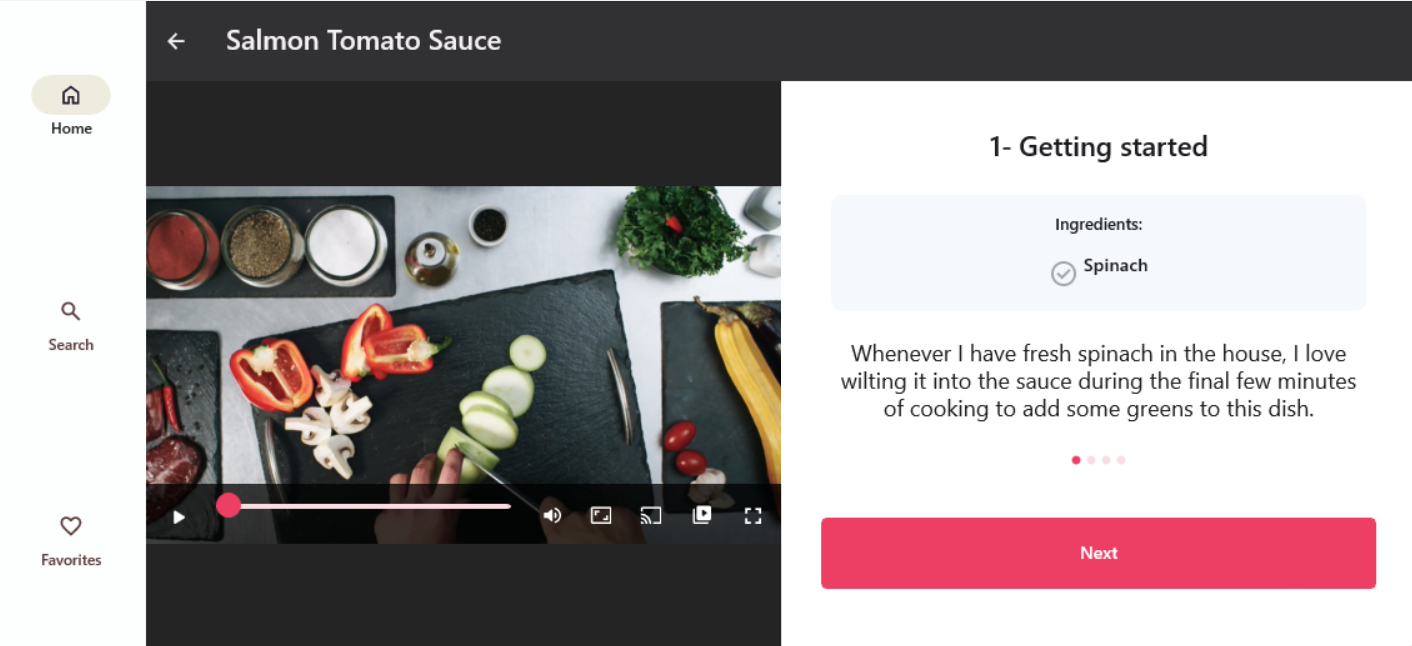 Salmon Tomato Sauce
Home
Search
Favorites
1- Getting started
Ingredients:
Spinach
Whenever I have fresh spinach in the house, I love
wilting it into the sauce during the final few minutes
of cooking to add some greens to this dish.
Next